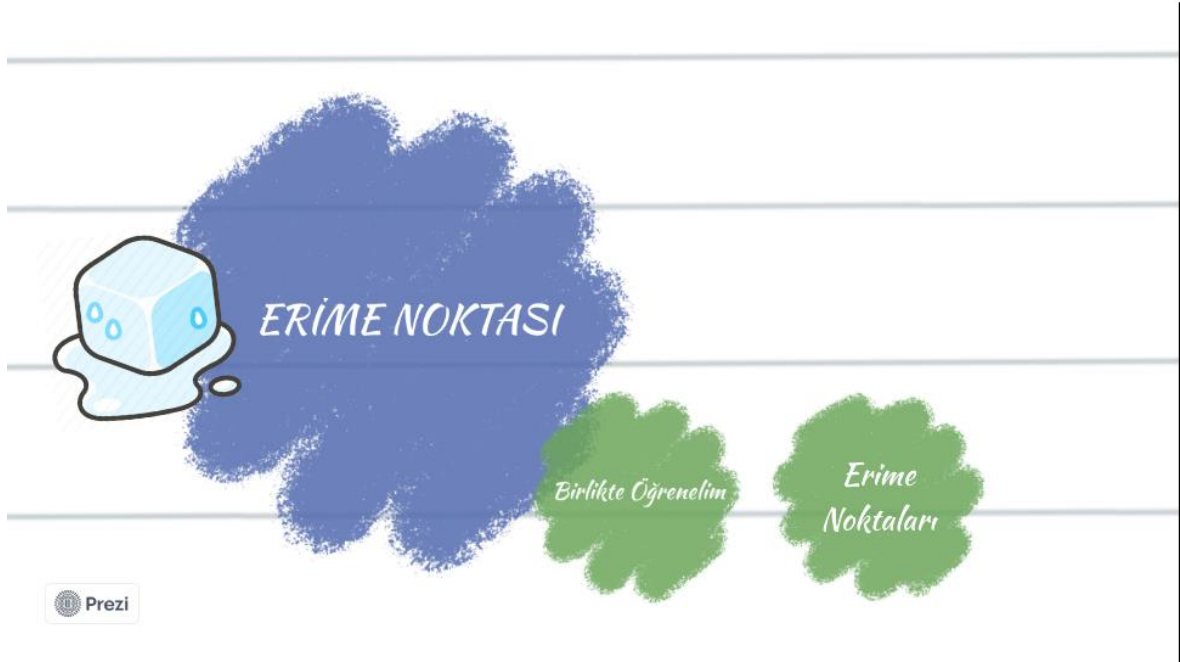 ERİME NOKTASI
Birlikte Öğrenelim
Erime
Noktaları
Prezi